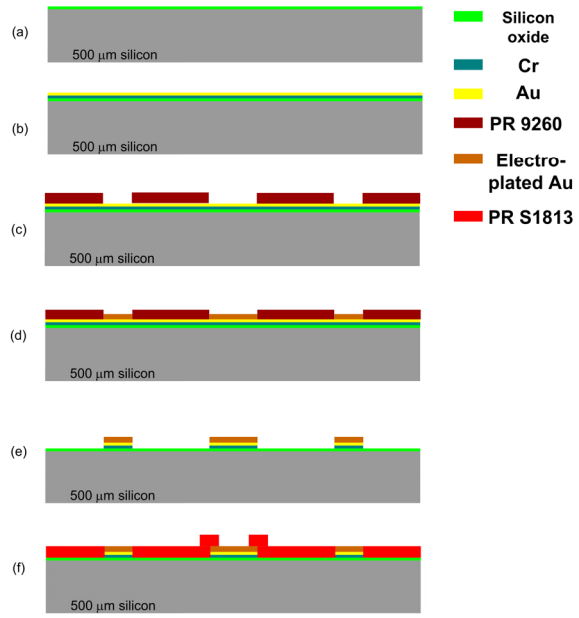 (a)
500 μm silicon
(b)
500 μm silicon
(c)
500 μm silicon
(d)
500 μm silicon
(e)
500 μm silicon
(f)
500 μm silicon
Silicon
oxide
Cr
Au
PR 9260
Electro-
plated Au
PR S1813